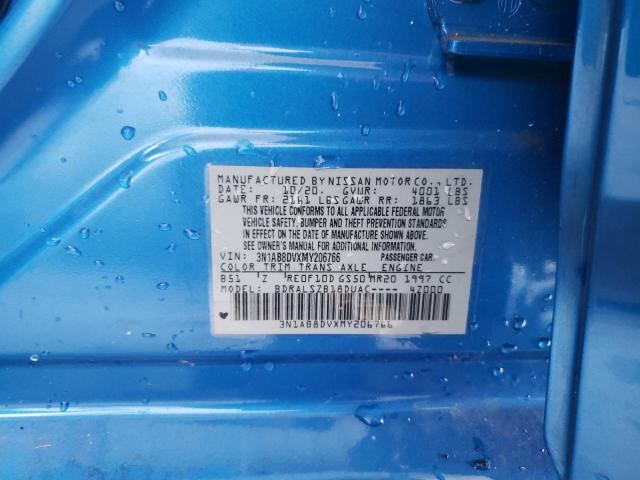 MANUFACTURED BY NISSAN MOTOR CO., LTD.
DATE: 10/20. GVWR: 4001 LBS
GAWR FR: 2161 LBS GAWR RR: 1863 LBS
THIS VEHICLE CONFORMS TO ALL APPLICABLE FEDERAL MOTOR
VEHICLE SAFETY, BUMPER AND THEFT PREVENTION STANDARDS
IN EFFECT ON THE DATE OF MANUFACTURE SHOWN ABOVE.
SEE OWNER'S MANUAL FOR ADDITIONAL INFORMATION.
VIN: 3N1AB8DVXMY206766 PASSENGER CAR.
COLOR TRIM TRANS AXLE ENGINE
B51 Z RE0F10D GS50 MR20 1997 CC
MODEL: BDRALSZB18DUAC---- 4J000
3N1AB8DVXMY206766